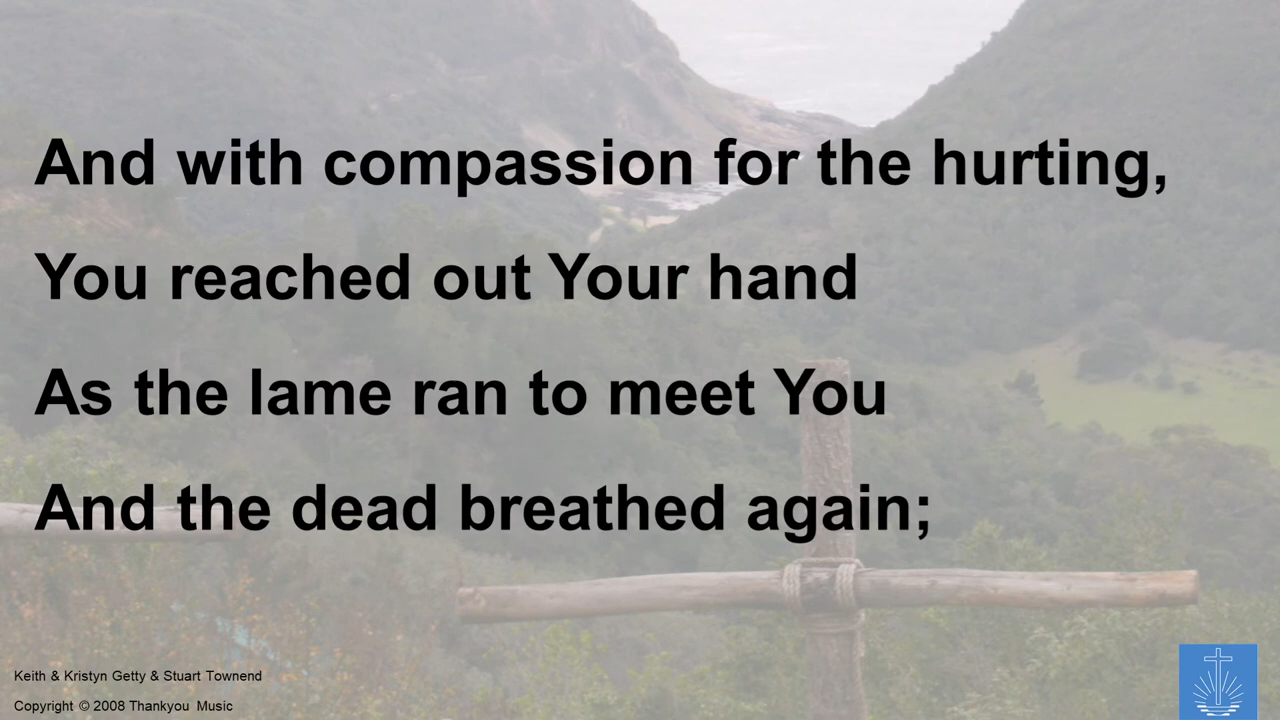 And with compassion for the hurting,
You reached out Your hand
As the lame ran to meet You
And the dead breathed again;
Keith & Kristyn Getty & Stuart Townend
Copyright © 2008 Thankyou Music